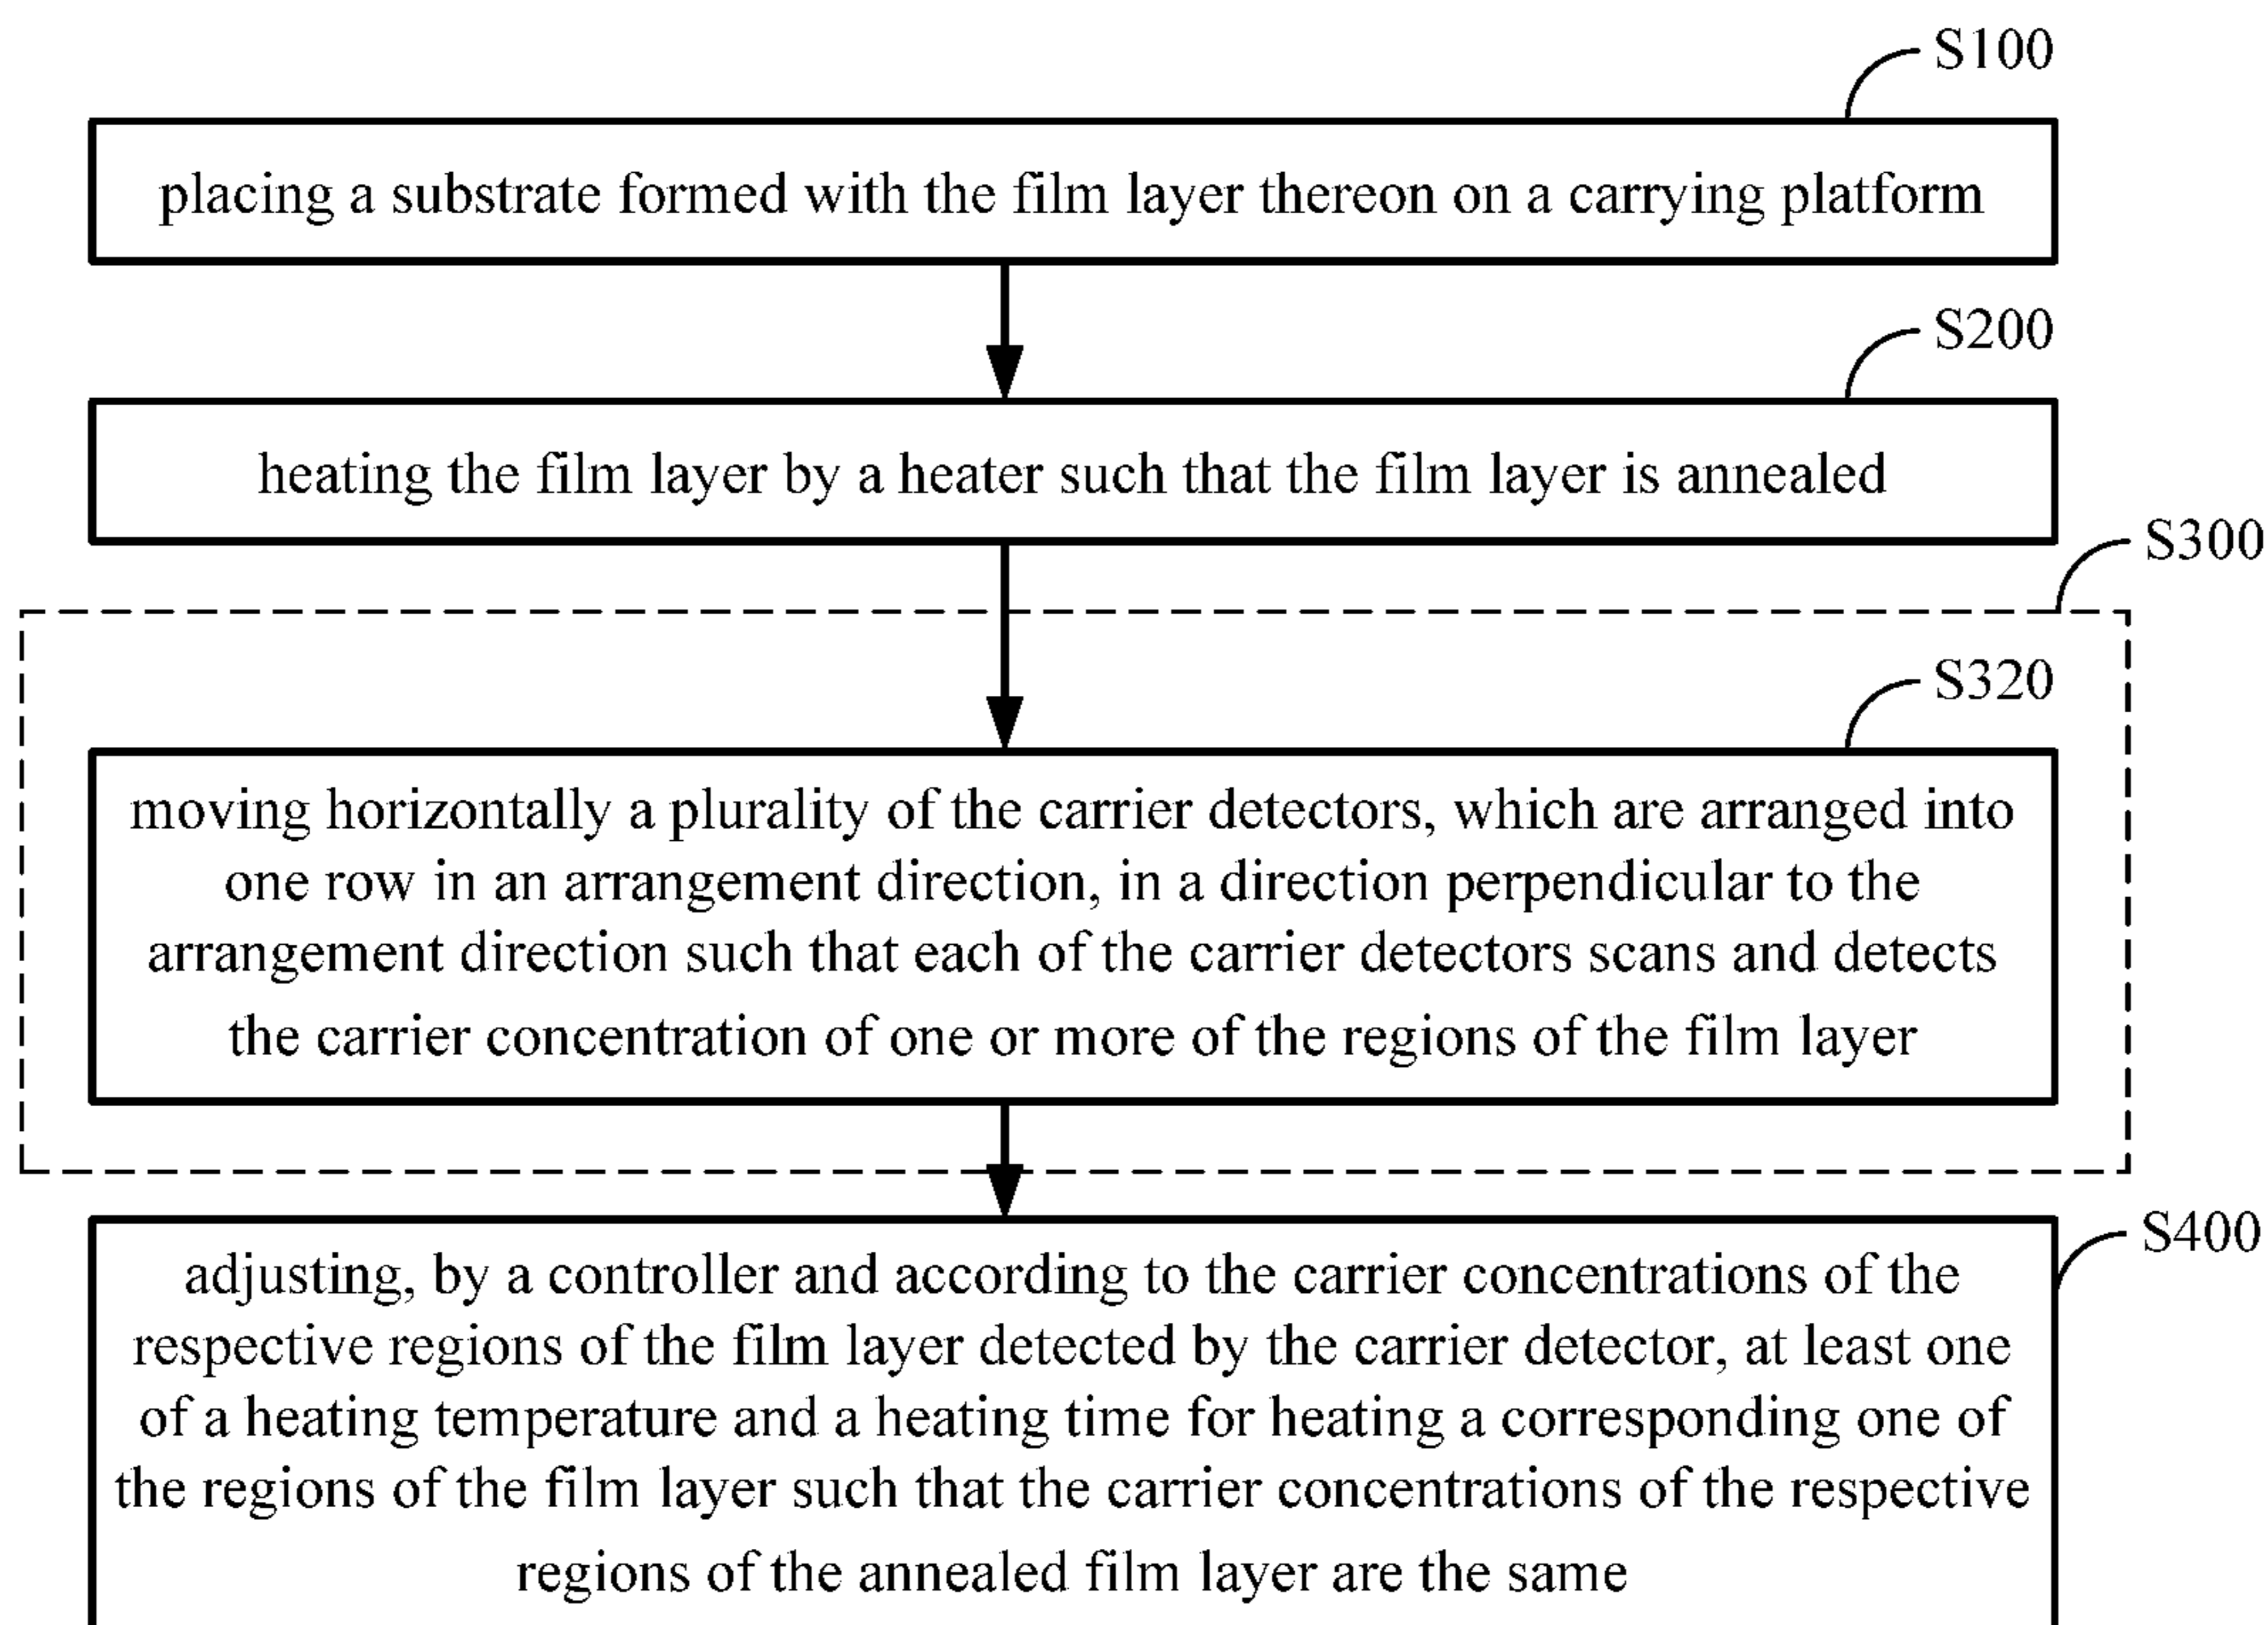 S100
placing a substrate formed with the film layer thereon on a carrying platform
S200
heating the film layer by a heater such that the film layer is annealed
S300
S320
moving horizontally a plurality of the carrier detectors, which are arranged into
one row in an arrangement direction, in a direction perpendicular to the
arrangement direction such that each of the carrier detectors scans and detects
the carrier concentration of one or more of the regions of the film layer
S400
adjusting, by a controller and according to the carrier concentrations of the
respective regions of the film layer detected by the carrier detector, at least one
of a heating temperature and a heating time for heating a corresponding one of
the regions of the film layer such that the carrier concentrations of the respective
regions of the annealed film layer are the same